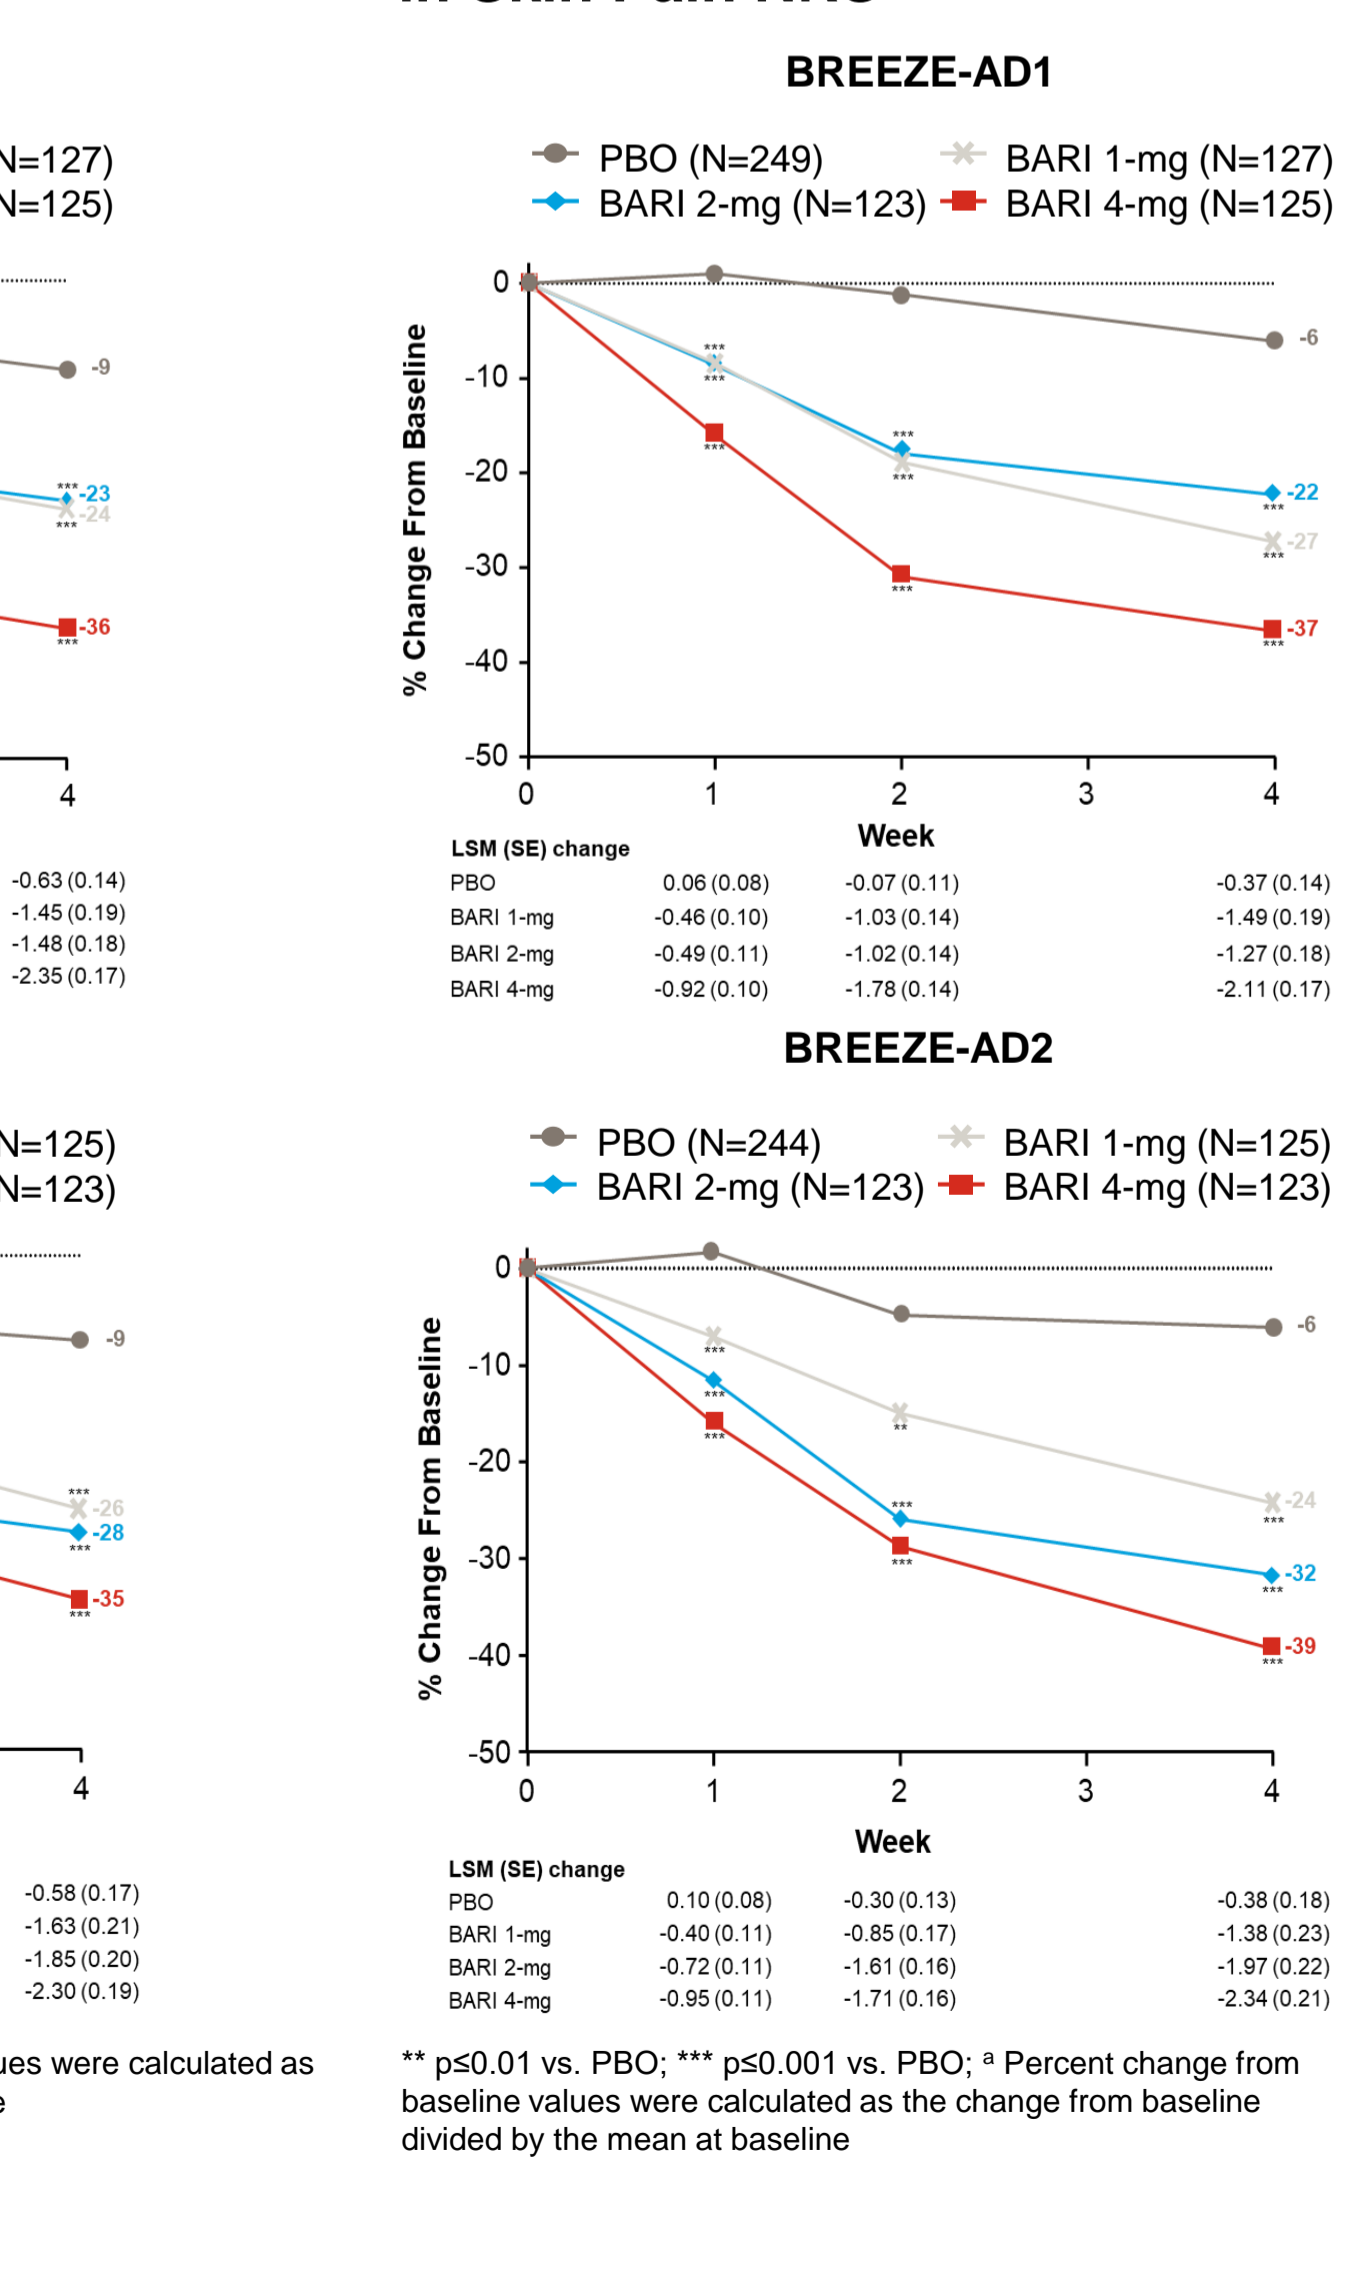 in Skin Pain NRS
N=127)
N=125)
-9
***
-23
-24
***
-36
***
4
-0.63 (0.14)
-1.45 (0.19)
-1.48 (0.18)
-2.35 (0.17)
N=125)
N=123)
-9
***
-26
-28
***
-35
***
4
-0.58 (0.17)
-1.63 (0.21)
-1.85 (0.20)
-2.30 (0.19)
ues were calculated as
e
BREEZE-AD1
PBO (N=249) BARI 1-mg (N=127)
BARI 2-mg (N=123) BARI 4-mg (N=125)
% Change From Baseline
0
-10
-20
-30
-40
-50
***
***
***
***
***
***
-6
-22
***
-27
***
-37
***
0 1 2 3 4
Week
LSM (SE) change
PBO 0.06 (0.08) -0.07 (0.11) -0.37 (0.14)
BARI 1-mg -0.46 (0.10) -1.03 (0.14) -1.49 (0.19)
BARI 2-mg -0.49 (0.11) -1.02 (0.14) -1.27 (0.18)
BARI 4-mg -0.92 (0.10) -1.78 (0.14) -2.11 (0.17)
BREEZE-AD2
PBO (N=244) BARI 1-mg (N=125)
BARI 2-mg (N=123) BARI 4-mg (N=123)
% Change From Baseline
0
-10
-20
-30
-40
-50
***
***
***
**
***
***
-6
-24
***
-32
***
-39
***
0 1 2 3 4
Week
LSM (SE) change
PBO 0.10 (0.08) -0.30 (0.13) -0.38 (0.18)
BARI 1-mg -0.40 (0.11) -0.85 (0.17) -1.38 (0.23)
BARI 2-mg -0.72 (0.11) -1.61 (0.16) -1.97 (0.22)
BARI 4-mg -0.95 (0.11) -1.71 (0.16) -2.34 (0.21)
** p≤0.01 vs. PBO; *** p≤0.001 vs. PBO; ª Percent change from
baseline values were calculated as the change from baseline
divided by the mean at baseline